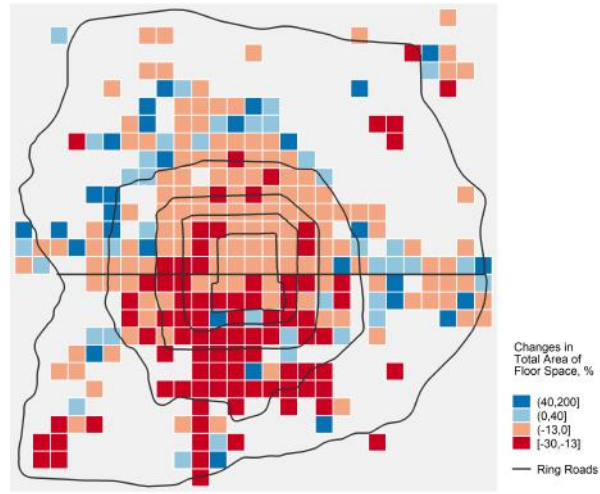 Changes in
Total Area of
Floor Space, %
(40,200]
(0,40]
(-13,0]
[-30,-13]
Ring Roads